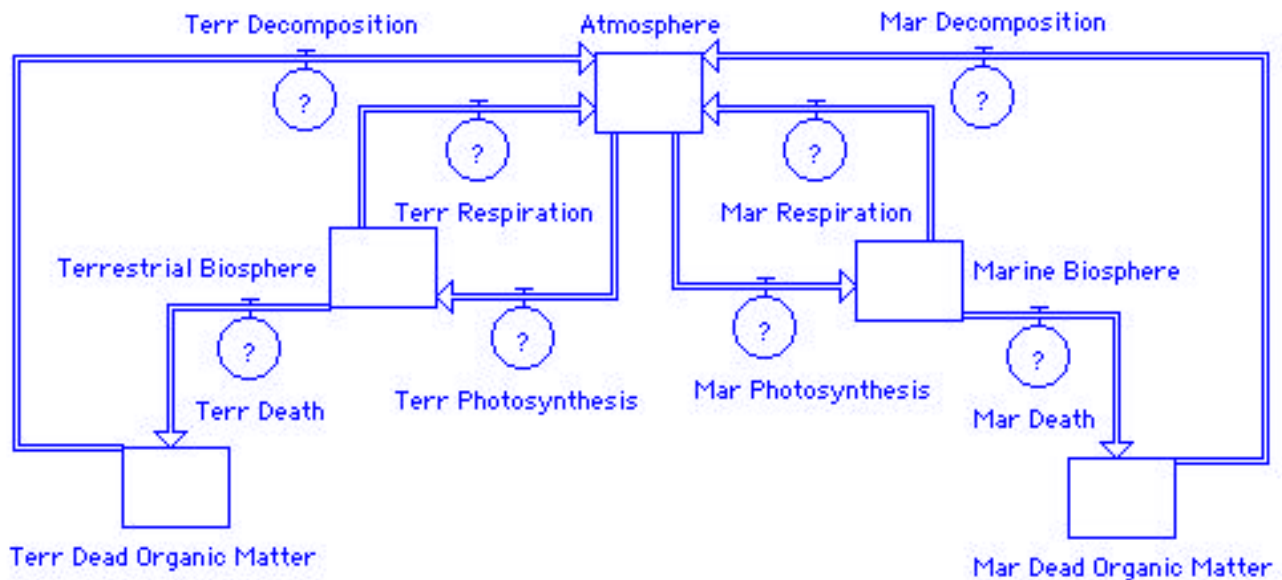 Terr Decomposition
Atmosphere
Mar Decomposition
?
?
?
?
Terr Respiration
Mar Respiration
Terrestrial Biosphere
Marine Biosphere
?
?
?
?
Terr Death
Terr Photosynthesis
Mar Photosynthesis
Mar Death
Terr Dead Organic Matter
Mar Dead Organic Matter